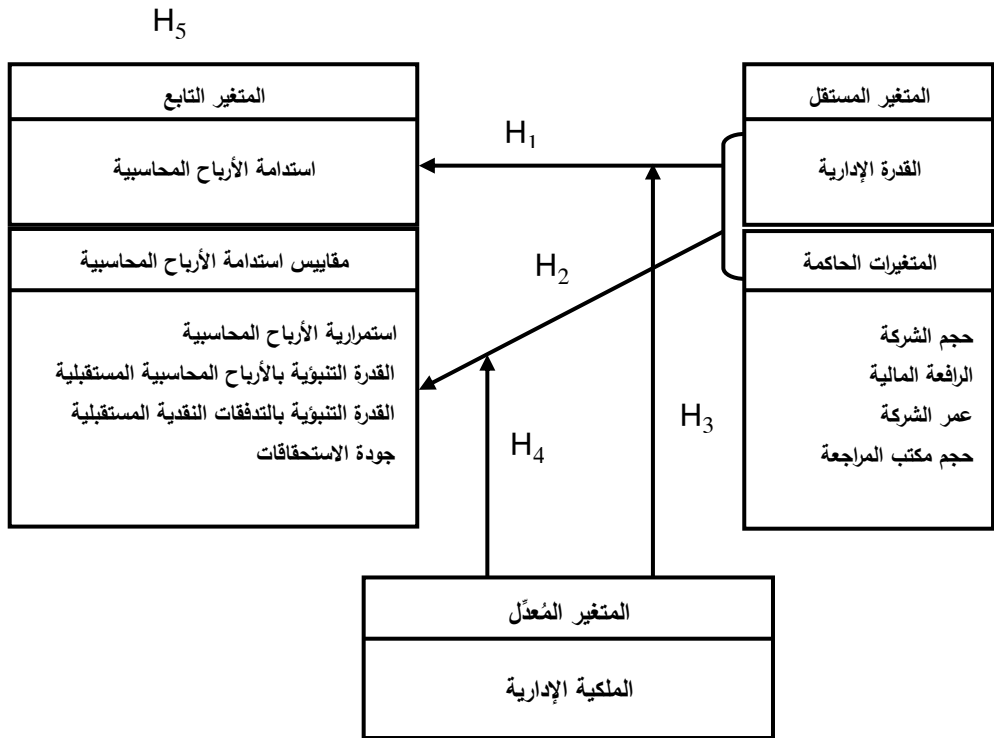 H5
المتغير المستقل
القدرة الإدارية
المتغيرات الحاكمة
حجم الشركة
الرافعة المالية
عمر الشركة
حجم مكتب المراجعة
H1
H2
H3
H4
المتغير التابع
استدامة الأرباح المحاسبية
مقاييس استدامة الأرباح المحاسبية
استمرارية الأرباح المحاسبية
القدرة التنبؤية بالأرباح المحاسبية المستقبلية
القدرة التنبؤية بالتدفقات النقدية المستقبلية
جودة الاستحقاقات
المتغير المُعدِّل
الملكية الإدارية